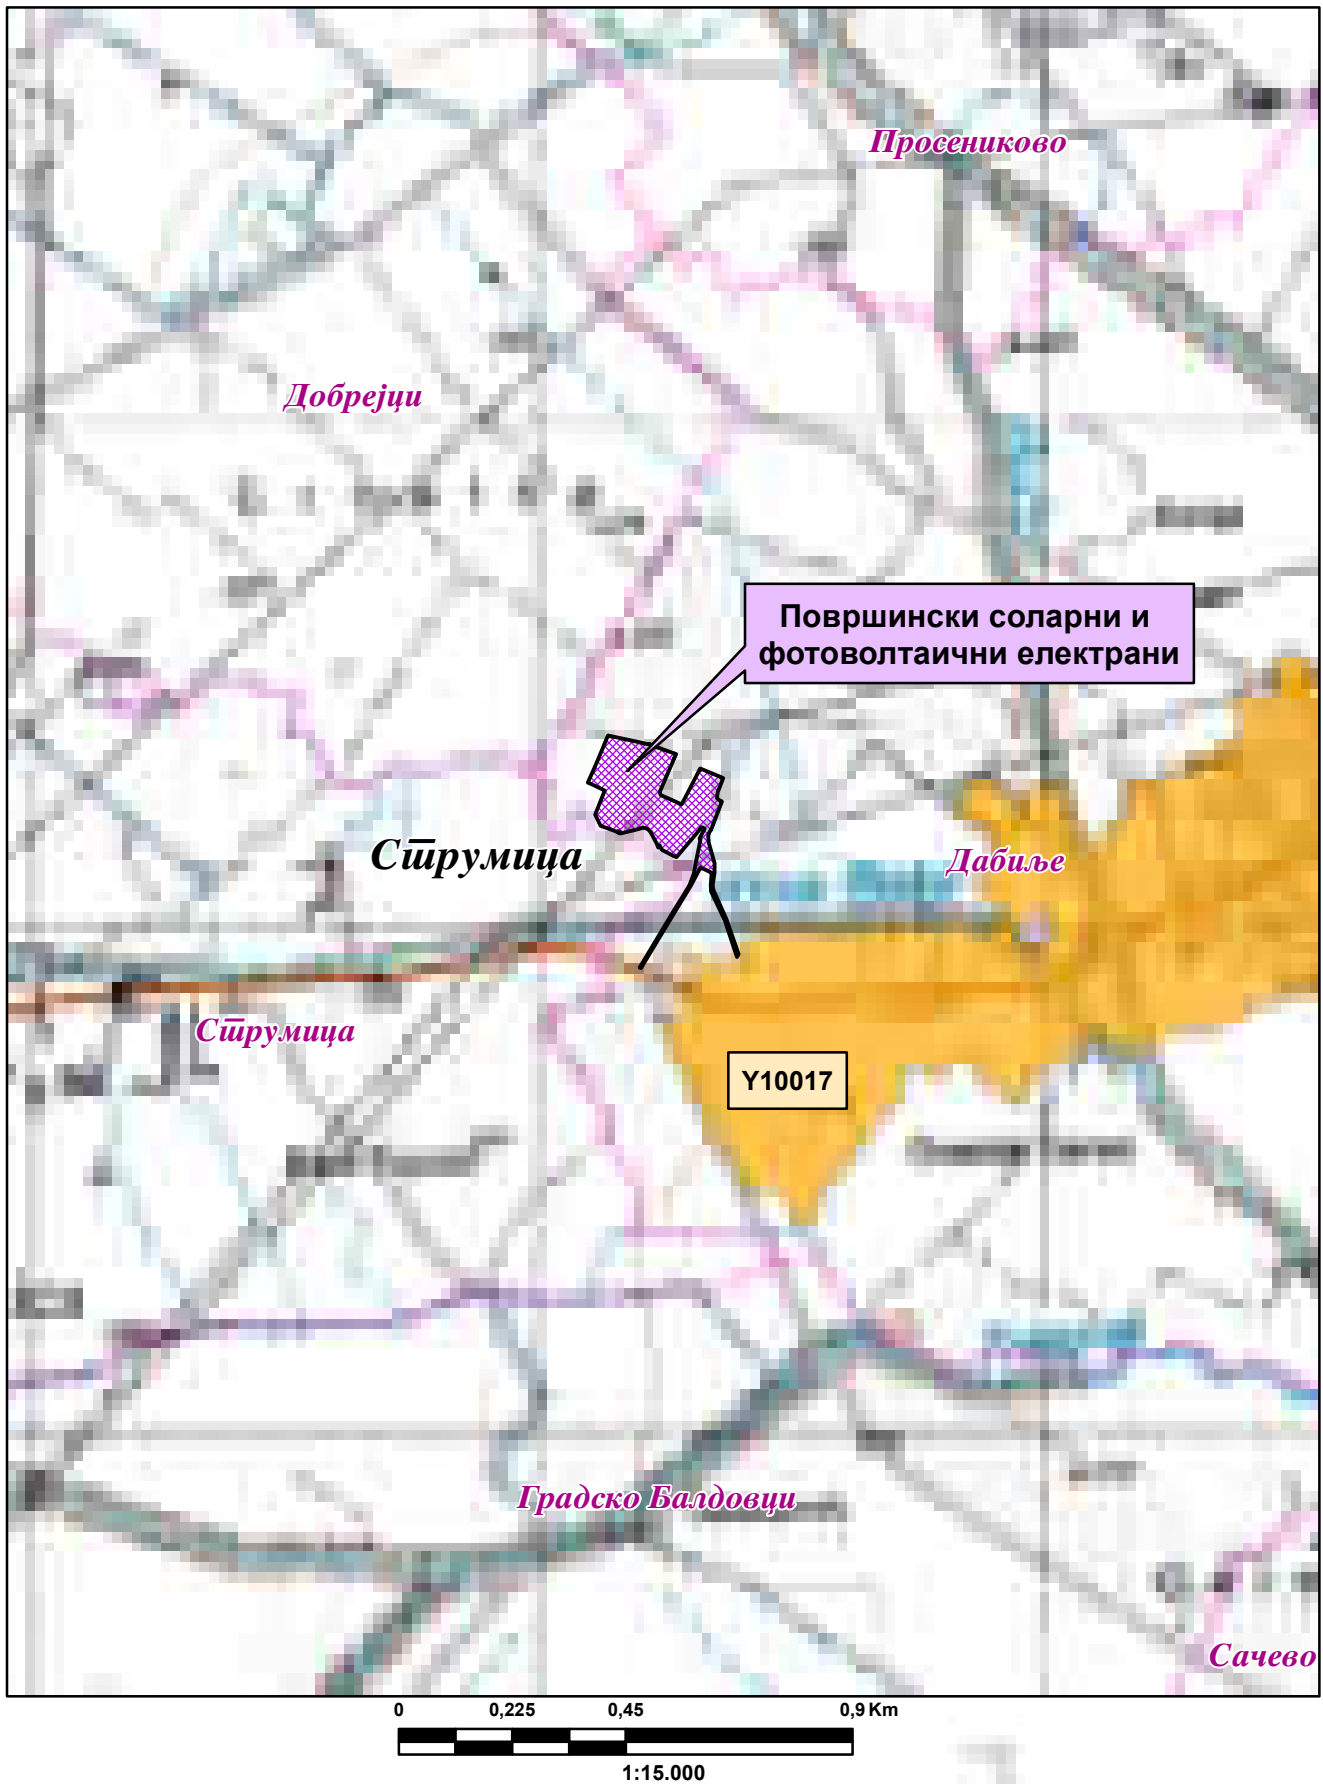 Просениково
Добрејци
Површински соларни и
фотоволтаични електрани
Струмица
Дабиље
Струмица
Y10017
Градско Балдовци
Сачево
0 0,225 0,45 0,9 Km
1:15.000